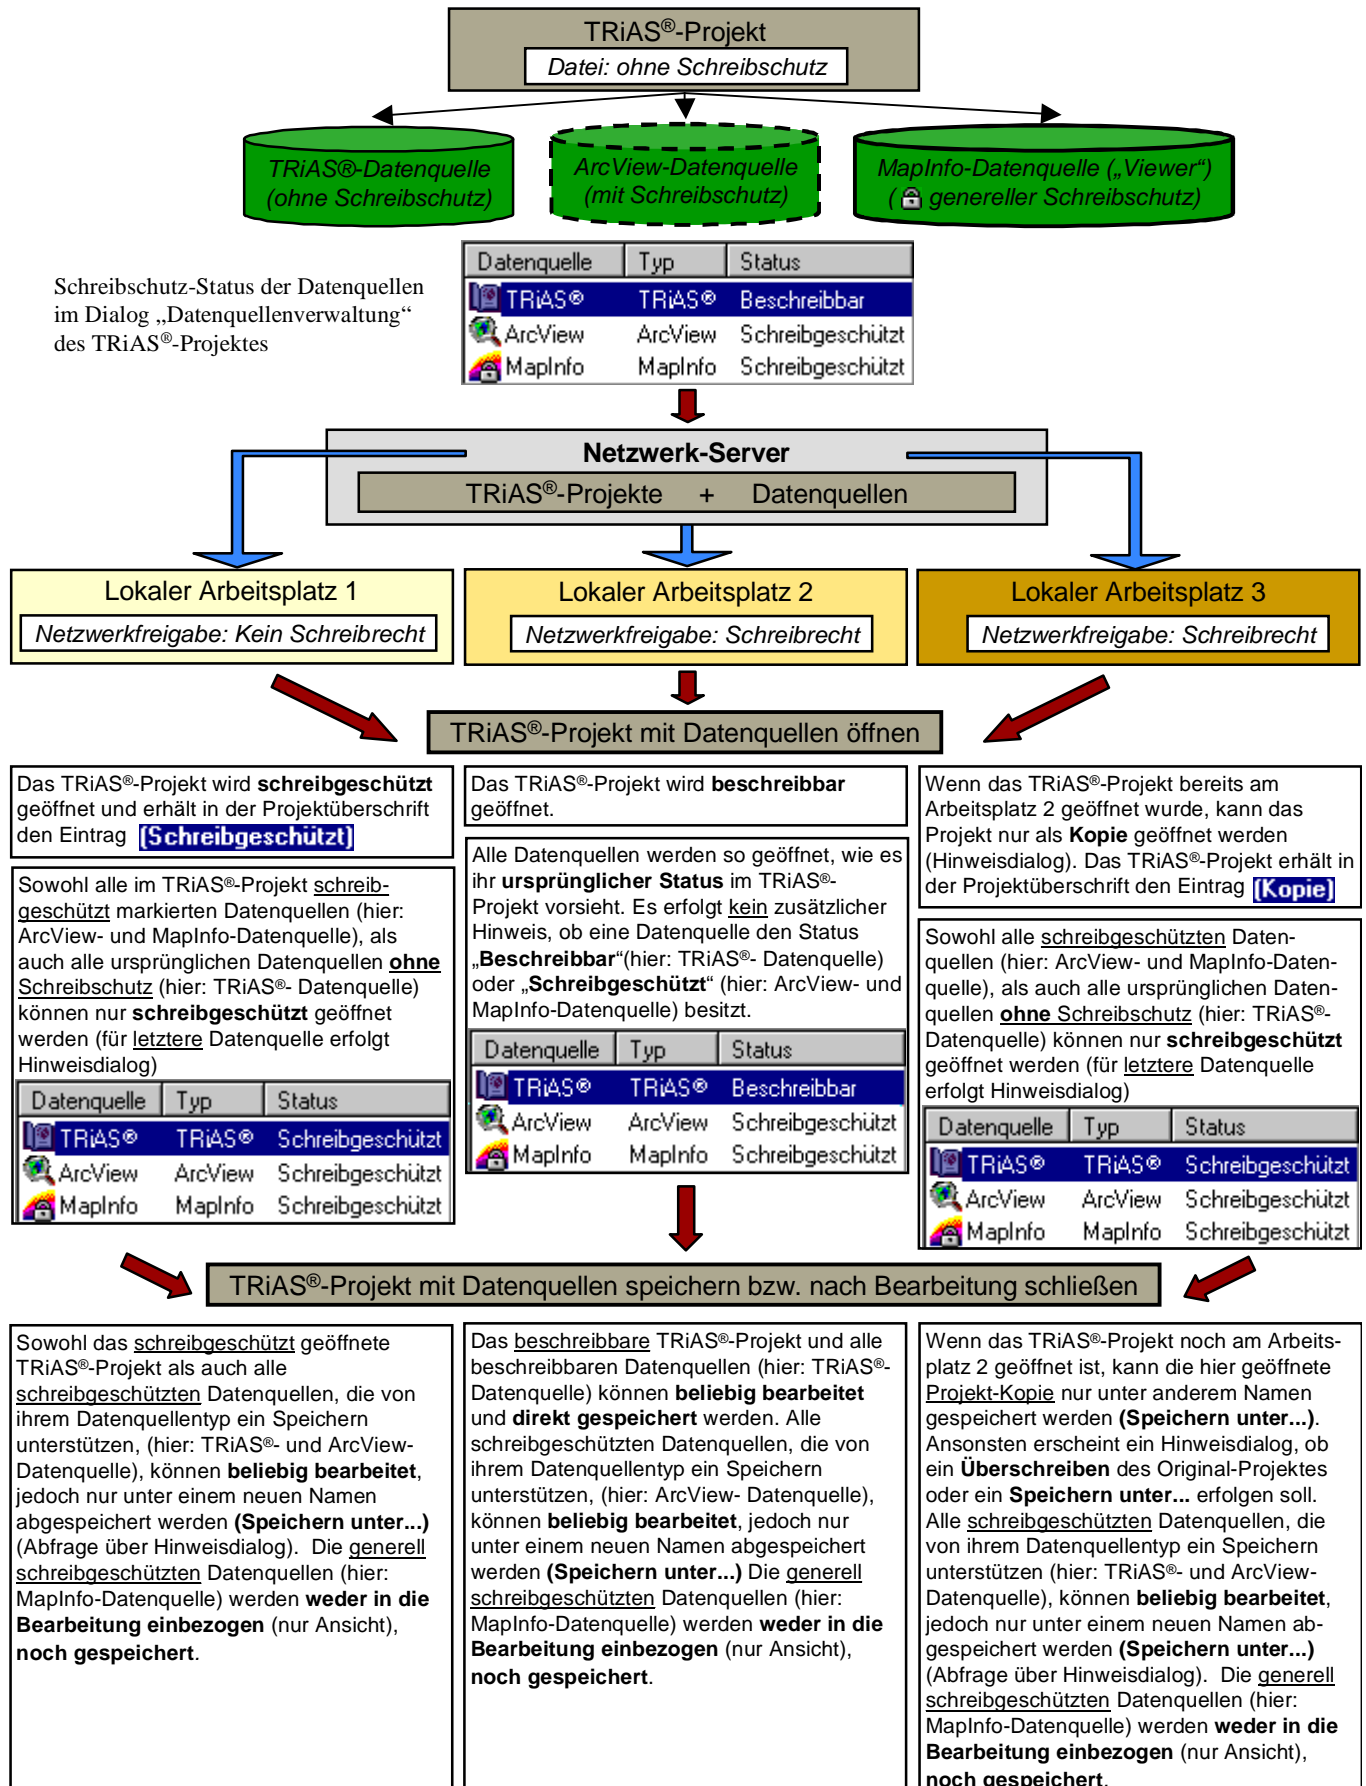 TRiAS®-Projekt
Datei: ohne Schreibschutz
TRiAS®-Datenquelle
(ohne Schreibschutz)
ArcView-Datenquelle
(mit Schreibschutz)
MapInfo-Datenquelle („Viewer“)
( genereller Schreibschutz)
Schreibschutz-Status der Datenquellen
im Dialog „Datenquellenverwaltung“
des TRiAS®-Projektes
Datenquelle Typ Status
TRiAS® TRiAS® Beschreibbar
ArcView ArcView Schreibgeschützt
MapInfo MapInfo Schreibgeschützt
Netzwerk-Server
TRiAS®-Projekte + Datenquellen
Lokaler Arbeitsplatz 1
Netzwerkfreigabe: Kein Schreibrecht
Lokaler Arbeitsplatz 2
Netzwerkfreigabe: Schreibrecht
Lokaler Arbeitsplatz 3
Netzwerkfreigabe: Schreibrecht
TRiAS®-Projekt mit Datenquellen öffnen
Das TRiAS®-Projekt wird schreibgeschützt
geöffnet und erhält in der Projektüberschrift
den Eintrag (Schreibgeschützt)
Sowohl alle im TRiAS®-Projekt schreib-
geschützt markierten Datenquellen (hier:
ArcView- und MapInfo-Datenquelle), als
auch alle ursprünglichen Datenquellen ohne
Schreibschutz (hier: TRiAS®- Datenquelle)
können nur schreibgeschützt geöffnet
werden (für letztere Datenquelle erfolgt
Hinweisdialog)
Datenquelle Typ Status
TRiAS® TRiAS® Schreibgeschützt
ArcView ArcView Schreibgeschützt
MapInfo MapInfo Schreibgeschützt
Das TRiAS®-Projekt wird beschreibbar
geöffnet.
Alle Datenquellen werden so geöffnet, wie es
ihr ursprünglicher Status im TRiAS®-
Projekt vorsieht. Es erfolgt kein zusätzlicher
Hinweis, ob eine Datenquelle den Status
„Beschreibbar“(hier: TRiAS®- Datenquelle)
oder „Schreibgeschützt“ (hier: ArcView- und
MapInfo-Datenquelle) besitzt.
Datenquelle Typ Status
TRiAS® TRiAS® Beschreibbar
ArcView ArcView Schreibgeschützt
MapInfo MapInfo Schreibgeschützt
Wenn das TRiAS®-Projekt bereits am
Arbeitsplatz 2 geöffnet wurde, kann das
Projekt nur als Kopie geöffnet werden
(Hinweisdialog). Das TRiAS®-Projekt erhält in
der Projektüberschrift den Eintrag (Kopie)
Sowohl alle schreibgeschützten Daten-
quellen (hier: ArcView- und MapInfo-Daten-
quelle), als auch alle ursprünglichen Daten-
quellen ohne Schreibschutz (hier: TRiAS®-
Datenquelle) können nur schreibgeschützt
geöffnet werden (für letztere Datenquelle
erfolgt Hinweisdialog)
Datenquelle Typ Status
TRiAS® TRiAS® Schreibgeschützt
ArcView ArcView Schreibgeschützt
MapInfo MapInfo Schreibgeschützt
TRiAS®-Projekt mit Datenquellen speichern bzw. nach Bearbeitung schließen
Sowohl das schreibgeschützt geöffnete
TRiAS®-Projekt als auch alle
schreibgeschützten Datenquellen, die von
ihrem Datenquellentyp ein Speichern
unterstützen, (hier: TRiAS®- und ArcView-
Datenquelle), können beliebig bearbeitet,
jedoch nur unter einem neuen Namen
abgespeichert werden (Speichern unter...)
(Abfrage über Hinweisdialog). Die generell
schreibgeschützten Datenquellen (hier:
MapInfo-Datenquelle) werden weder in die
Bearbeitung einbezogen (nur Ansicht),
noch gespeichert.
Das beschreibbare TRiAS®-Projekt und alle
beschreibbaren Datenquellen (hier: TRiAS®-
Datenquelle) können beliebig bearbeitet
und direkt gespeichert werden. Alle
schreibgeschützten Datenquellen, die von
ihrem Datenquellentyp ein Speichern
unterstützen, (hier: ArcView- Datenquelle),
können beliebig bearbeitet, jedoch nur
unter einem neuen Namen abgespeichert
werden (Speichern unter...) Die generell
schreibgeschützten Datenquellen (hier:
MapInfo-Datenquelle) werden weder in die
Bearbeitung einbezogen (nur Ansicht),
noch gespeichert.
Wenn das TRiAS®-Projekt noch am Arbeits-
platz 2 geöffnet ist, kann die hier geöffnete
Projekt-Kopie nur unter anderem Namen
gespeichert werden (Speichern unter...).
Ansonsten erscheint ein Hinweisdialog, ob
ein Überschreiben des Original-Projektes
oder ein Speichern unter... erfolgen soll.
Alle schreibgeschützten Datenquellen, die
von ihrem Datenquellentyp ein Speichern
unterstützen (hier: TRiAS®- und ArcView-
Datenquelle), können beliebig bearbeitet,
jedoch nur unter einem neuen Namen ab-
gespeichert werden (Speichern unter...)
(Abfrage über Hinweisdialog). Die generell
schreibgeschützten Datenquellen (hier:
MapInfo-Datenquelle) werden weder in die
Bearbeitung einbezogen (nur Ansicht),
noch gespeichert.